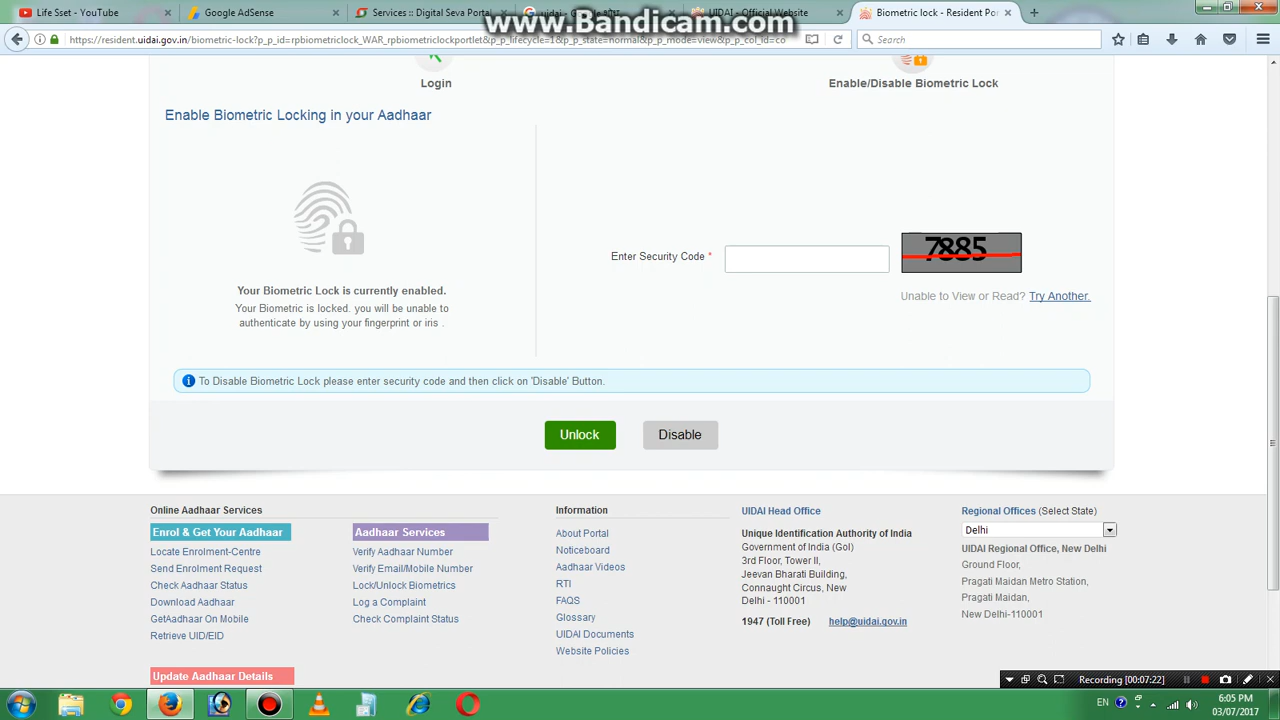 www.Bandicam.com
Life Sset - YouTube
Google AdSense
Services :: Digital Seva Portal
UIDAI - Official Website
Biometric lock - Resident Por
https://resident.uidai.gov.in/biometric-lock?p_p_id=rpbiometriclock_WAR_rpbiometriclockportlet&p_p_lifecycle=1&p_p_state=normal&p_p_mode=view&p_p_col_id=co
Search
Login
Enable/Disable Biometric Lock
Enable Biometric Locking in your Aadhaar
Enter Security Code *
7885
Unable to View or Read? Try Another.
Your Biometric Lock is currently enabled.
Your Biometric is locked. you will be unable to
authenticate by using your fingerprint or iris .
To Disable Biometric Lock please enter security code and then click on 'Disable' Button.
Unlock
Disable
Online Aadhaar Services
Enrol & Get Your Aadhaar
Locate Enrolment-Centre
Send Enrolment Request
Check Aadhaar Status
Download Aadhaar
GetAadhaar On Mobile
Retrieve UID/EID
Update Aadhaar Details
Aadhaar Services
Verify Aadhaar Number
Verify Email/Mobile Number
Lock/Unlock Biometrics
Log a Complaint
Check Complaint Status
Information
About Portal
Noticeboard
Aadhaar Videos
RTI
FAQS
Glossary
UIDAI Documents
Website Policies
UIDAI Head Office
Unique Identification Authority of India
Government of India (GoI)
3rd Floor, Tower II,
Jeevan Bharati Building,
Connaught Circus, New
Delhi - 110001
1947 (Toll Free) help@uidai.gov.in
Regional Offices (Select State)
Delhi
UIDAI Regional Office, New Delhi
Ground Floor,
Pragati Maidan Metro Station,
Pragati Maidan,
New Delhi-110001
Recording [00:07:22]
EN
6:05 PM
03/07/2017